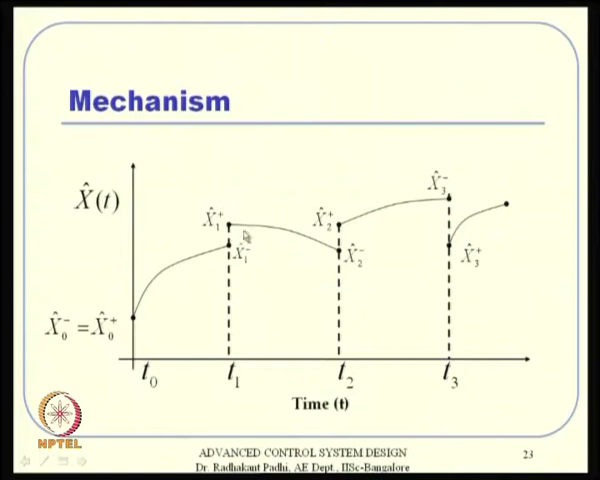 Mechanism
X̂(t)
X̂₁⁺
X̂₁⁻
X̂₂⁺
X̂₂⁻
X̂₃⁻
X̂₃⁺
X̂₀⁻ = X̂₀⁺
t₀ t₁ t₂ t₃
Time (t)
NPTEL
ADVANCED CONTROL SYSTEM DESIGN
Dr. Radhakant Padhi, AE Dept., IISc-Bangalore
23